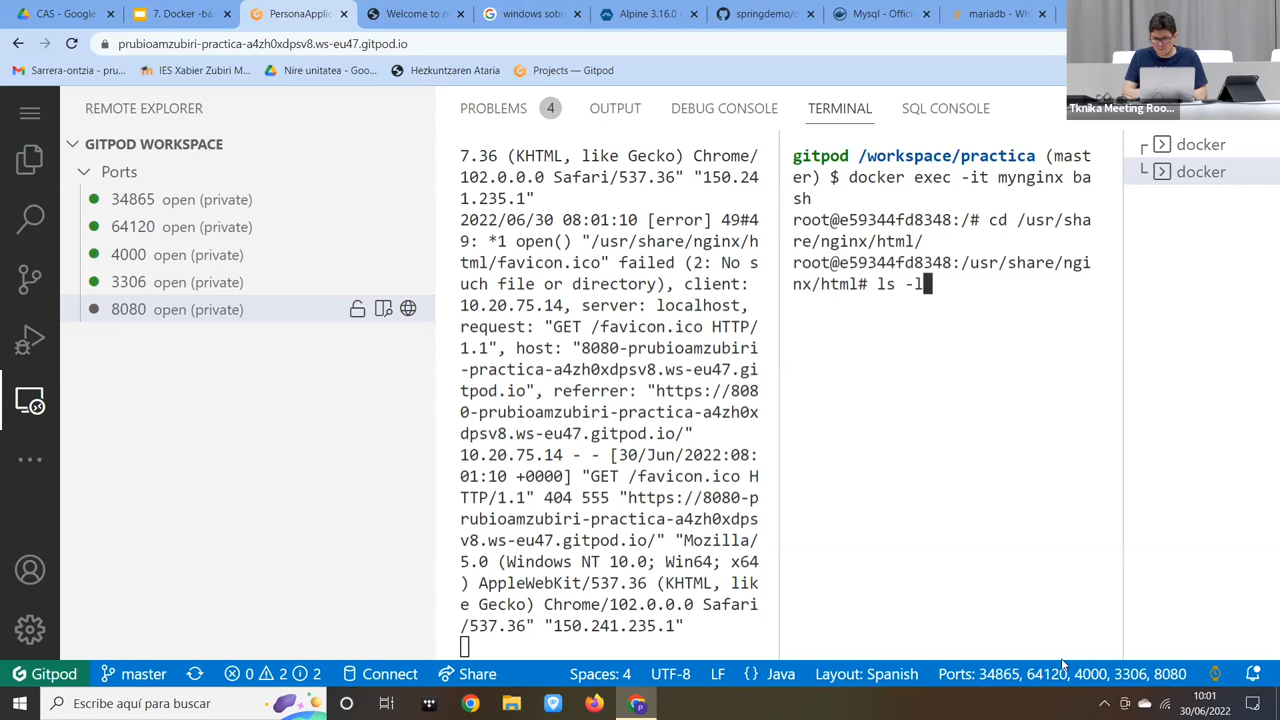 7. Docker -bás
PersonaApplic
Welcome to n
windows sobr
Alpine 3.16.0
springdemo/d
Mysql - Offici
mariadb - Wh
prubioamzubiri-practica-a4zh0xdpsv8.ws-eu47.gitpod.io
Sarrera-ontzia - pru...
IES Xabier Zubiri M...
Nire unitatea - Goo...
Hezkuntzaren Ataria
Projects — Gitpod
Tknika Meeting Roo...
REMOTE EXPLORER
GITPOD WORKSPACE
Ports
34865 open (private)
64120 open (private)
4000 open (private)
3306 open (private)
8080 open (private)
PROBLEMS 4 OUTPUT DEBUG CONSOLE TERMINAL SQL CONSOLE
7.36 (KHTML, like Gecko) Chrome/
102.0.0.0 Safari/537.36" "150.24
1.235.1"
2022/06/30 08:01:10 [error] 49#4
9: *1 open() "/usr/share/nginx/h
tml/favicon.ico" failed (2: No s
uch file or directory), client:
10.20.75.14, server: localhost,
request: "GET /favicon.ico HTTP/
1.1", host: "8080-prubioamzubiri
-practica-a4zh0xdpsv8.ws-eu47.gi
tpod.io", referrer: "https://808
0-prubioamzubiri-practica-a4zh0x
dpsv8.ws-eu47.gitpod.io/"
10.20.75.14 - - [30/Jun/2022:08:
01:10 +0000] "GET /favicon.ico H
TTP/1.1" 404 555 "https://8080-p
rubioamzubiri-practica-a4zh0xdps
v8.ws-eu47.gitpod.io/" "Mozilla/
5.0 (Windows NT 10.0; Win64; x64
) AppleWebKit/537.36 (KHTML, lik
e Gecko) Chrome/102.0.0.0 Safari
/537.36" "150.241.235.1"
gitpod /workspace/practica (mast
er) $ docker exec -it mynginx ba
sh
root@e59344fd8348:/# cd /usr/sha
re/nginx/html/
root@e59344fd8348:/usr/share/ngi
nx/html# ls -l
docker
docker
Gitpod master 0 2 2 Connect Share Spaces: 4 UTF-8 LF {} Java Layout: Spanish Ports: 34865, 64120, 4000, 3306, 8080
Escribe aquí para buscar
10:01
30/06/2022